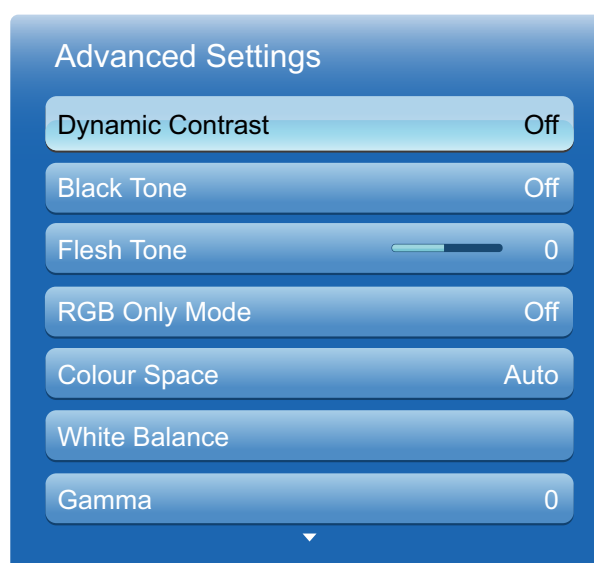 Advanced Settings
Dynamic Contrast Off
Black Tone Off
Flesh Tone 0
RGB Only Mode Off
Colour Space Auto
White Balance
Gamma 0